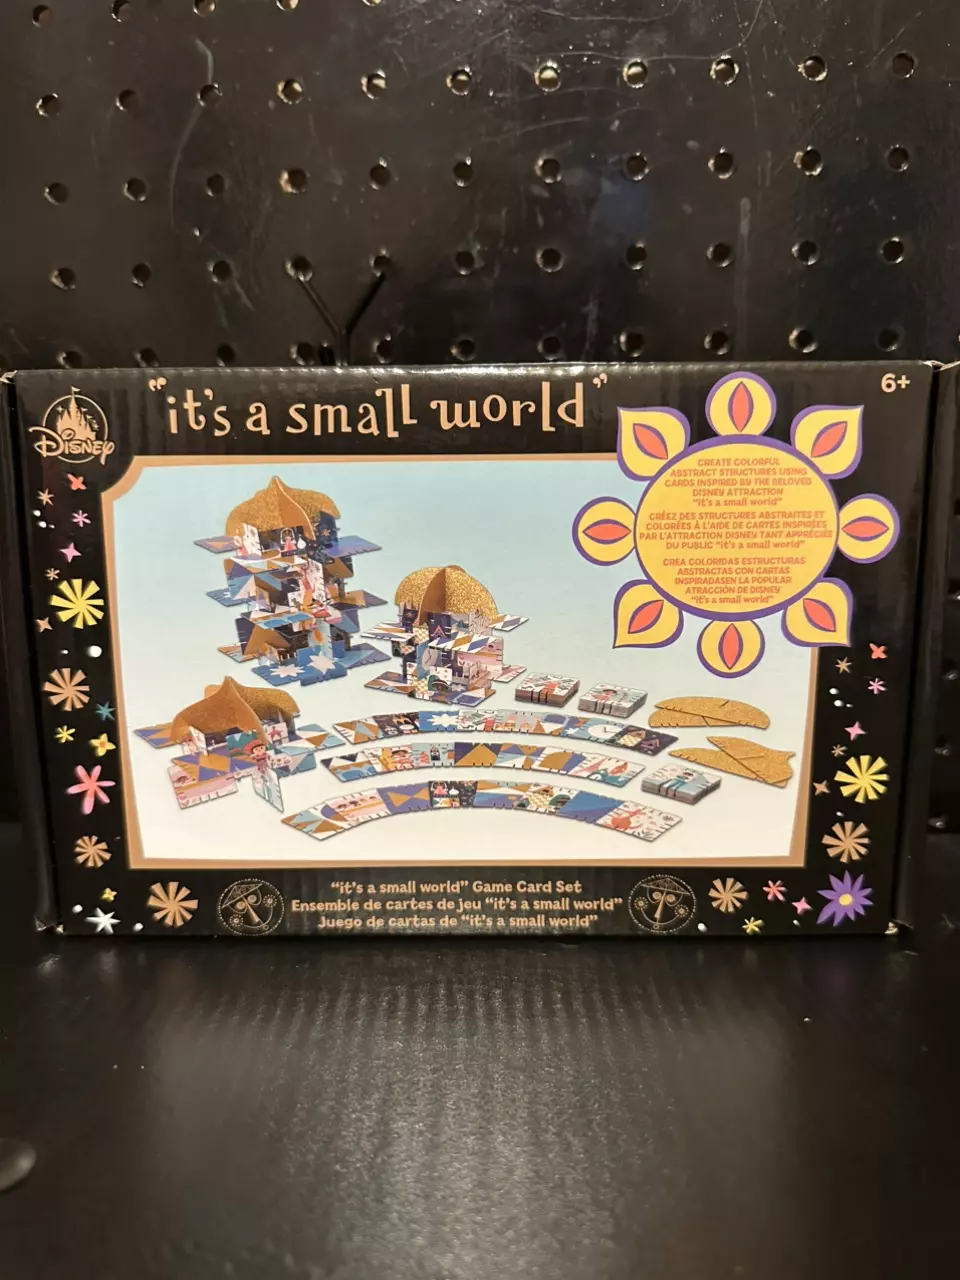 Disney
"it's a small world"
6+
CREATE COLORFUL
ABSTRACT STRUCTURES USING
CARDS INSPIRED BY THE BELOVED
DISNEY ATTRACTION
"it's a small world"
CRÉEZ DES STRUCTURES ABSTRAITES ET
COLORÉES À L'AIDE DE CARTES INSPIRÉES
PAR L'ATTRACTION DISNEY TANT APPRÉCIÉE
DU PUBLIC "it's a small world"
CREA COLORIDAS ESTRUCTURAS
ABSTRACTAS CON CARTAS
INSPIRADASEN LA POPULAR
ATRACCIÓN DE DISNEY
"it's a small world"
"it's a small world" Game Card Set
Ensemble de cartes de jeu "it's a small world"
Juego de cartas de "it's a small world"